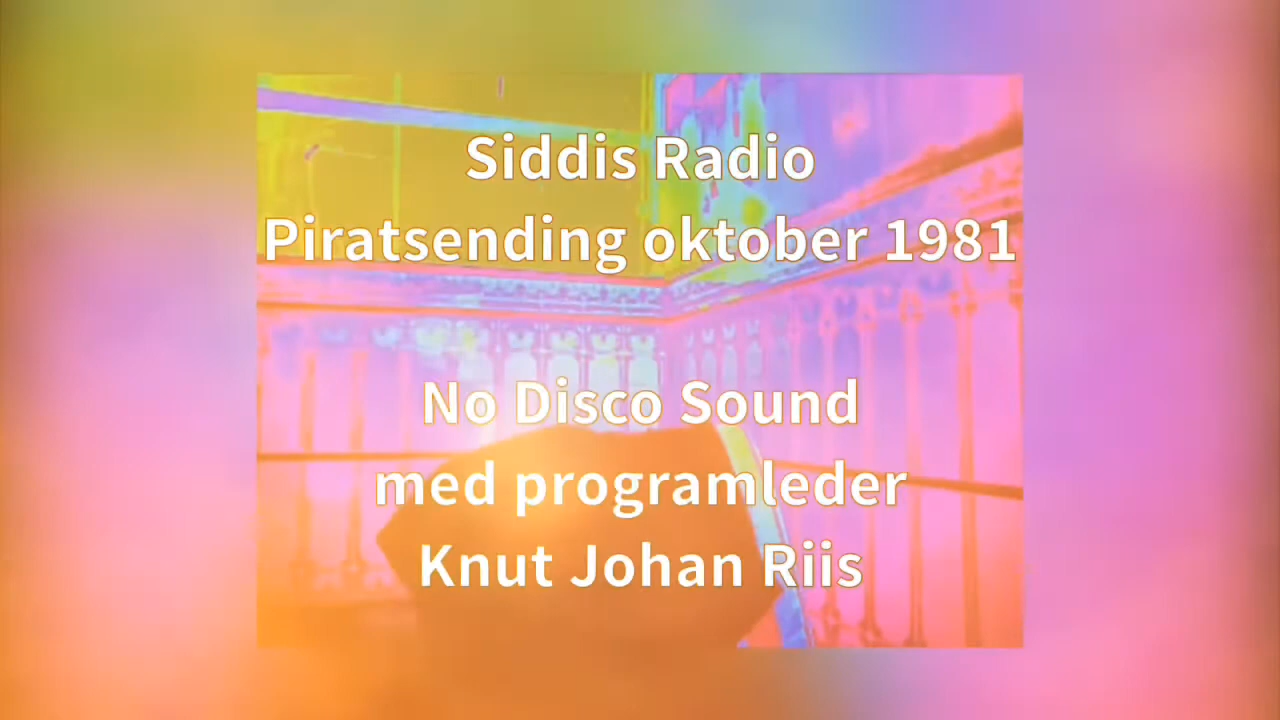 Siddis Radio
Piratsending oktober 1981
No Disco Sound
med programleder
Knut Johan Riis